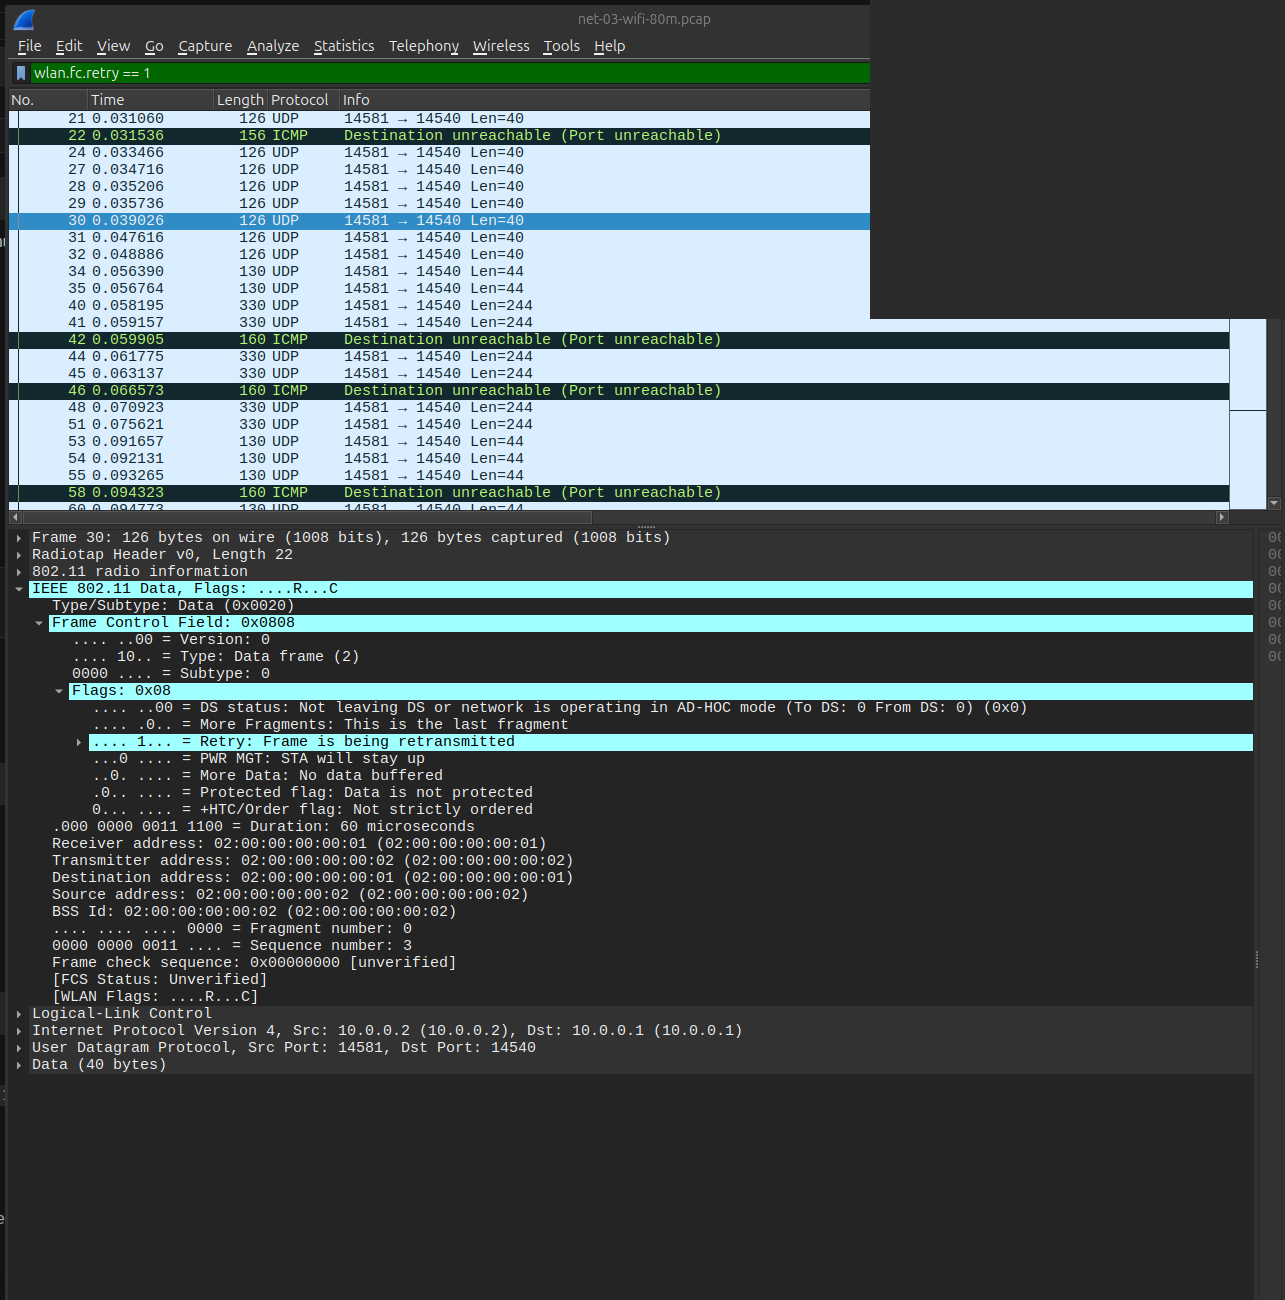 net-03-wifi-80m.pcap
File Edit View Go Capture Analyze Statistics Telephony Wireless Tools Help
wlan.fc.retry == 1
No. Time Length Protocol Info
21 0.031060 126 UDP 14581 → 14540 Len=40
22 0.031536 156 ICMP Destination unreachable (Port unreachable)
24 0.033466 126 UDP 14581 → 14540 Len=40
27 0.034716 126 UDP 14581 → 14540 Len=40
28 0.035206 126 UDP 14581 → 14540 Len=40
29 0.035736 126 UDP 14581 → 14540 Len=40
30 0.039026 126 UDP 14581 → 14540 Len=40
31 0.047616 126 UDP 14581 → 14540 Len=40
32 0.048886 126 UDP 14581 → 14540 Len=40
34 0.056390 130 UDP 14581 → 14540 Len=44
35 0.056764 130 UDP 14581 → 14540 Len=44
40 0.058195 330 UDP 14581 → 14540 Len=244
41 0.059157 330 UDP 14581 → 14540 Len=244
42 0.059905 160 ICMP Destination unreachable (Port unreachable)
44 0.061775 330 UDP 14581 → 14540 Len=244
45 0.063137 330 UDP 14581 → 14540 Len=244
46 0.066573 160 ICMP Destination unreachable (Port unreachable)
48 0.070923 330 UDP 14581 → 14540 Len=244
51 0.075621 330 UDP 14581 → 14540 Len=244
53 0.091657 130 UDP 14581 → 14540 Len=44
54 0.092131 130 UDP 14581 → 14540 Len=44
55 0.093265 130 UDP 14581 → 14540 Len=44
58 0.094323 160 ICMP Destination unreachable (Port unreachable)
60 0.094773 130 UDP 14581 → 14540 Len=44
Frame 30: 126 bytes on wire (1008 bits), 126 bytes captured (1008 bits)
Radiotap Header v0, Length 22
802.11 radio information
IEEE 802.11 Data, Flags: ....R...C
Type/Subtype: Data (0x0020)
Frame Control Field: 0x0808
.... ..00 = Version: 0
.... 10.. = Type: Data frame (2)
0000 .... = Subtype: 0
Flags: 0x08
.... ..00 = DS status: Not leaving DS or network is operating in AD-HOC mode (To DS: 0 From DS: 0) (0x0)
.... .0.. = More Fragments: This is the last fragment
.... 1... = Retry: Frame is being retransmitted
...0 .... = PWR MGT: STA will stay up
..0. .... = More Data: No data buffered
.0.. .... = Protected flag: Data is not protected
0... .... = +HTC/Order flag: Not strictly ordered
.000 0000 0011 1100 = Duration: 60 microseconds
Receiver address: 02:00:00:00:00:01 (02:00:00:00:00:01)
Transmitter address: 02:00:00:00:00:02 (02:00:00:00:00:02)
Destination address: 02:00:00:00:00:01 (02:00:00:00:00:01)
Source address: 02:00:00:00:00:02 (02:00:00:00:00:02)
BSS Id: 02:00:00:00:00:02 (02:00:00:00:00:02)
.... .... .... 0000 = Fragment number: 0
0000 0000 0011 .... = Sequence number: 3
Frame check sequence: 0x00000000 [unverified]
[FCS Status: Unverified]
[WLAN Flags: ....R...C]
Logical-Link Control
Internet Protocol Version 4, Src: 10.0.0.2 (10.0.0.2), Dst: 10.0.0.1 (10.0.0.1)
User Datagram Protocol, Src Port: 14581, Dst Port: 14540
Data (40 bytes)